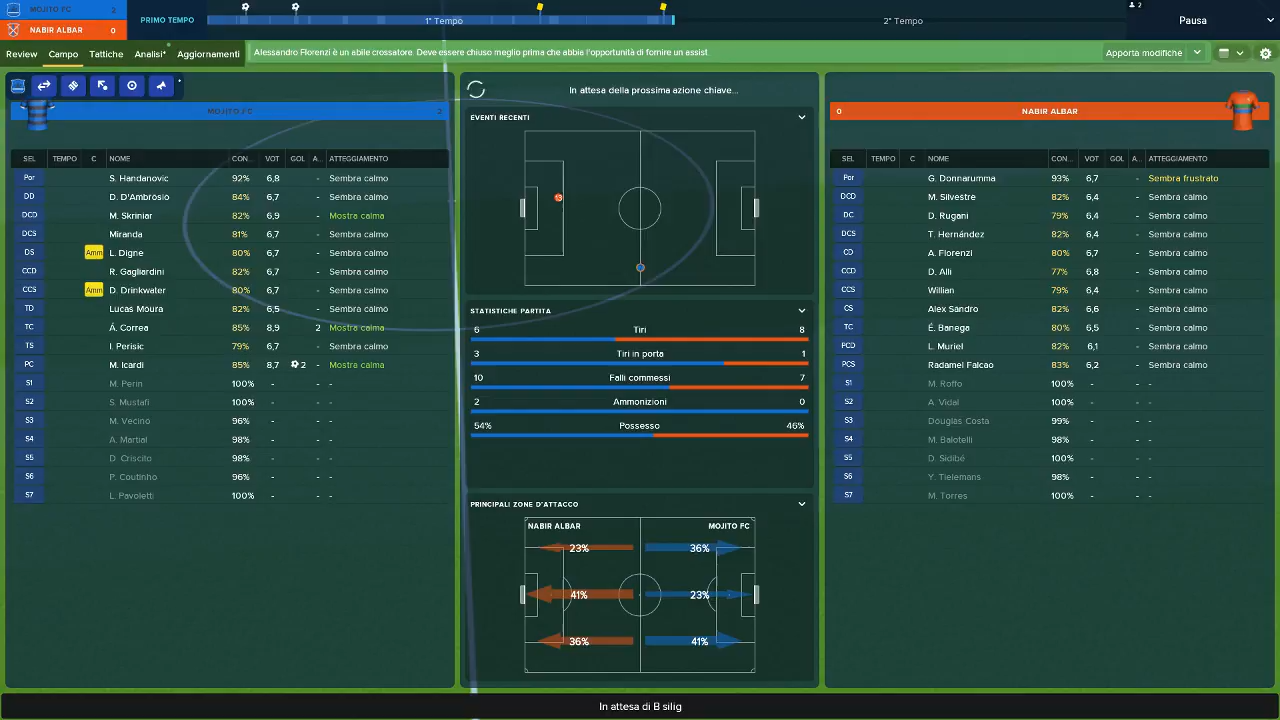 MOJITO FC 2
NABIR ALBAR 0
PRIMO TEMPO
1° Tempo
2° Tempo
2
Pausa
Review Campo Tattiche Analisi* Aggiornamenti
Alessandro Florenzi è un abile crossatore. Deve essere chiuso meglio prima che abbia l'opportunità di fornire un assist.
Apporta modifiche
MOJITO FC 2
SEL TEMPO C NOME CON... VOT GOL A... ATTEGGIAMENTO
Por S. Handanovic 92% 6,8 - Sembra calmo
DD D. D'Ambrosio 84% 6,7 - Sembra calmo
DCD M. Skriniar 82% 6,9 - Mostra calma
DCS Miranda 81% 6,7 - Sembra calmo
DS Amm L. Digne 80% 6,7 - Sembra calmo
CCD R. Gagliardini 82% 6,7 - Sembra calmo
CCS Amm D. Drinkwater 80% 6,7 - Sembra calmo
TD Lucas Moura 82% 6,5 - Sembra calmo
TC Á. Correa 85% 8,9 2 - Mostra calma
TS I. Perisic 79% 6,7 - Sembra calmo
PC M. Icardi 85% 8,7 2 - Mostra calma
S1 M. Perin 100% - - -
S2 S. Mustafi 100% - - -
S3 M. Vecino 96% - - -
S4 A. Martial 98% - - -
S5 D. Criscito 98% - - -
S6 P. Coutinho 96% - - -
S7 L. Pavoletti 100% - - -
In attesa della prossima azione chiave...
EVENTI RECENTI
13
STATISTICHE PARTITA
6 Tiri 8
3 Tiri in porta 1
10 Falli commessi 7
2 Ammonizioni 0
54% Possesso 46%
PRINCIPALI ZONE D'ATTACCO
NABIR ALBAR MOJITO FC
23% 36%
41% 23%
36% 41%
0 NABIR ALBAR
SEL TEMPO C NOME CON... VOT GOL A... ATTEGGIAMENTO
Por G. Donnarumma 93% 6,7 - Sembra frustrato
DCD M. Silvestre 82% 6,4 - Sembra calmo
DC D. Rugani 79% 6,4 - Sembra calmo
DCS T. Hernández 82% 6,4 - Sembra calmo
CD A. Florenzi 80% 6,7 - Sembra calmo
CCD D. Alli 77% 6,8 - Sembra calmo
CCS Willian 79% 6,4 - Sembra calmo
CS Alex Sandro 82% 6,6 - Sembra calmo
TC É. Banega 80% 6,5 - Sembra calmo
PCD L. Muriel 82% 6,1 - Sembra calmo
PCS Radamel Falcao 83% 6,2 - Sembra calmo
S1 M. Roffo 100% - - -
S2 A. Vidal 100% - - -
S3 Douglas Costa 99% - - -
S4 M. Balotelli 98% - - -
S5 D. Sidibé 100% - - -
S6 Y. Tielemans 98% - - -
S7 M. Torres 100% - - -
In attesa di B silig